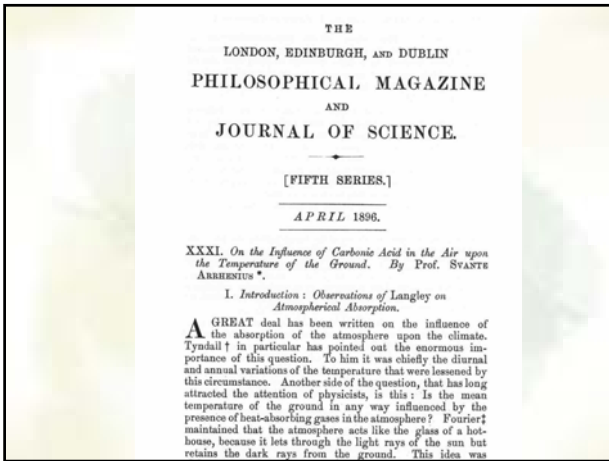 THE
LONDON, EDINBURGH, AND DUBLIN
PHILOSOPHICAL MAGAZINE
AND
JOURNAL OF SCIENCE.
[FIFTH SERIES.]
APRIL 1896.
XXXI. On the Influence of Carbonic Acid in the Air upon
the Temperature of the Ground. By Prof. SVANTE
ARRHENIUS *.
I. Introduction : Observations of Langley on
Atmospherical Absorption.
A GREAT deal has been written on the influence of
the absorption of the atmosphere upon the climate.
Tyndall † in particular has pointed out the enormous im-
portance of this question. To him it was chiefly the diurnal
and annual variations of the temperature that were lessened by
this circumstance. Another side of the question, that has long
attracted the attention of physicists, is this : Is the mean
temperature of the ground in any way influenced by the
presence of heat-absorbing gases in the atmosphere ? Fourier‡
maintained that the atmosphere acts like the glass of a hot-
house, because it lets through the light rays of the sun but
retains the dark rays from the ground. This idea was